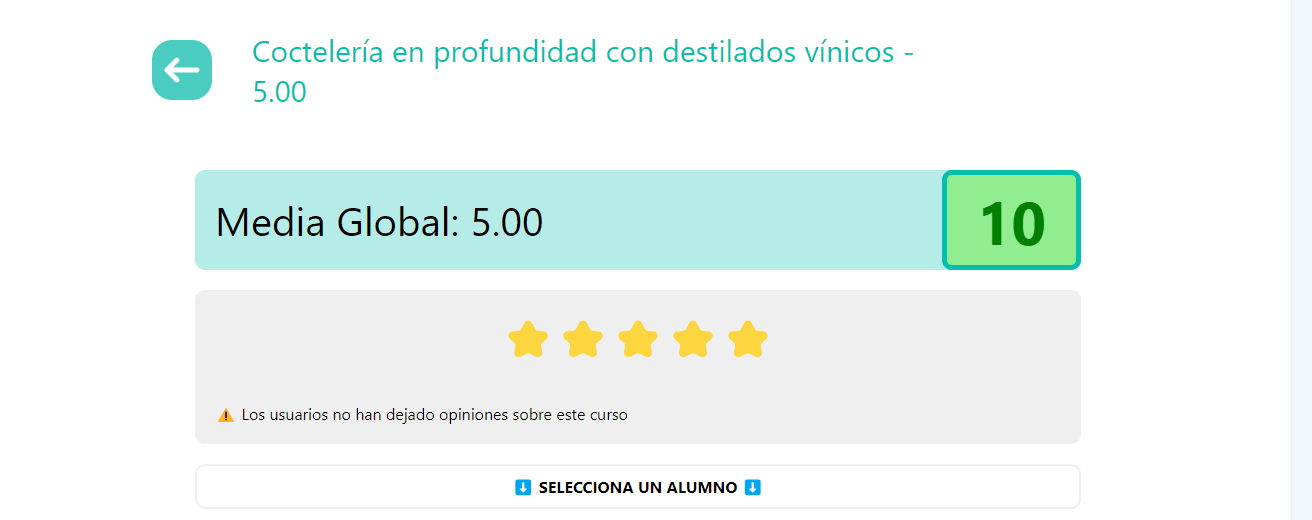 Coctelería en profundidad con destilados vínicos -
5.00
Media Global: 5.00
10
Los usuarios no han dejado opiniones sobre este curso
SELECCIONA UN ALUMNO